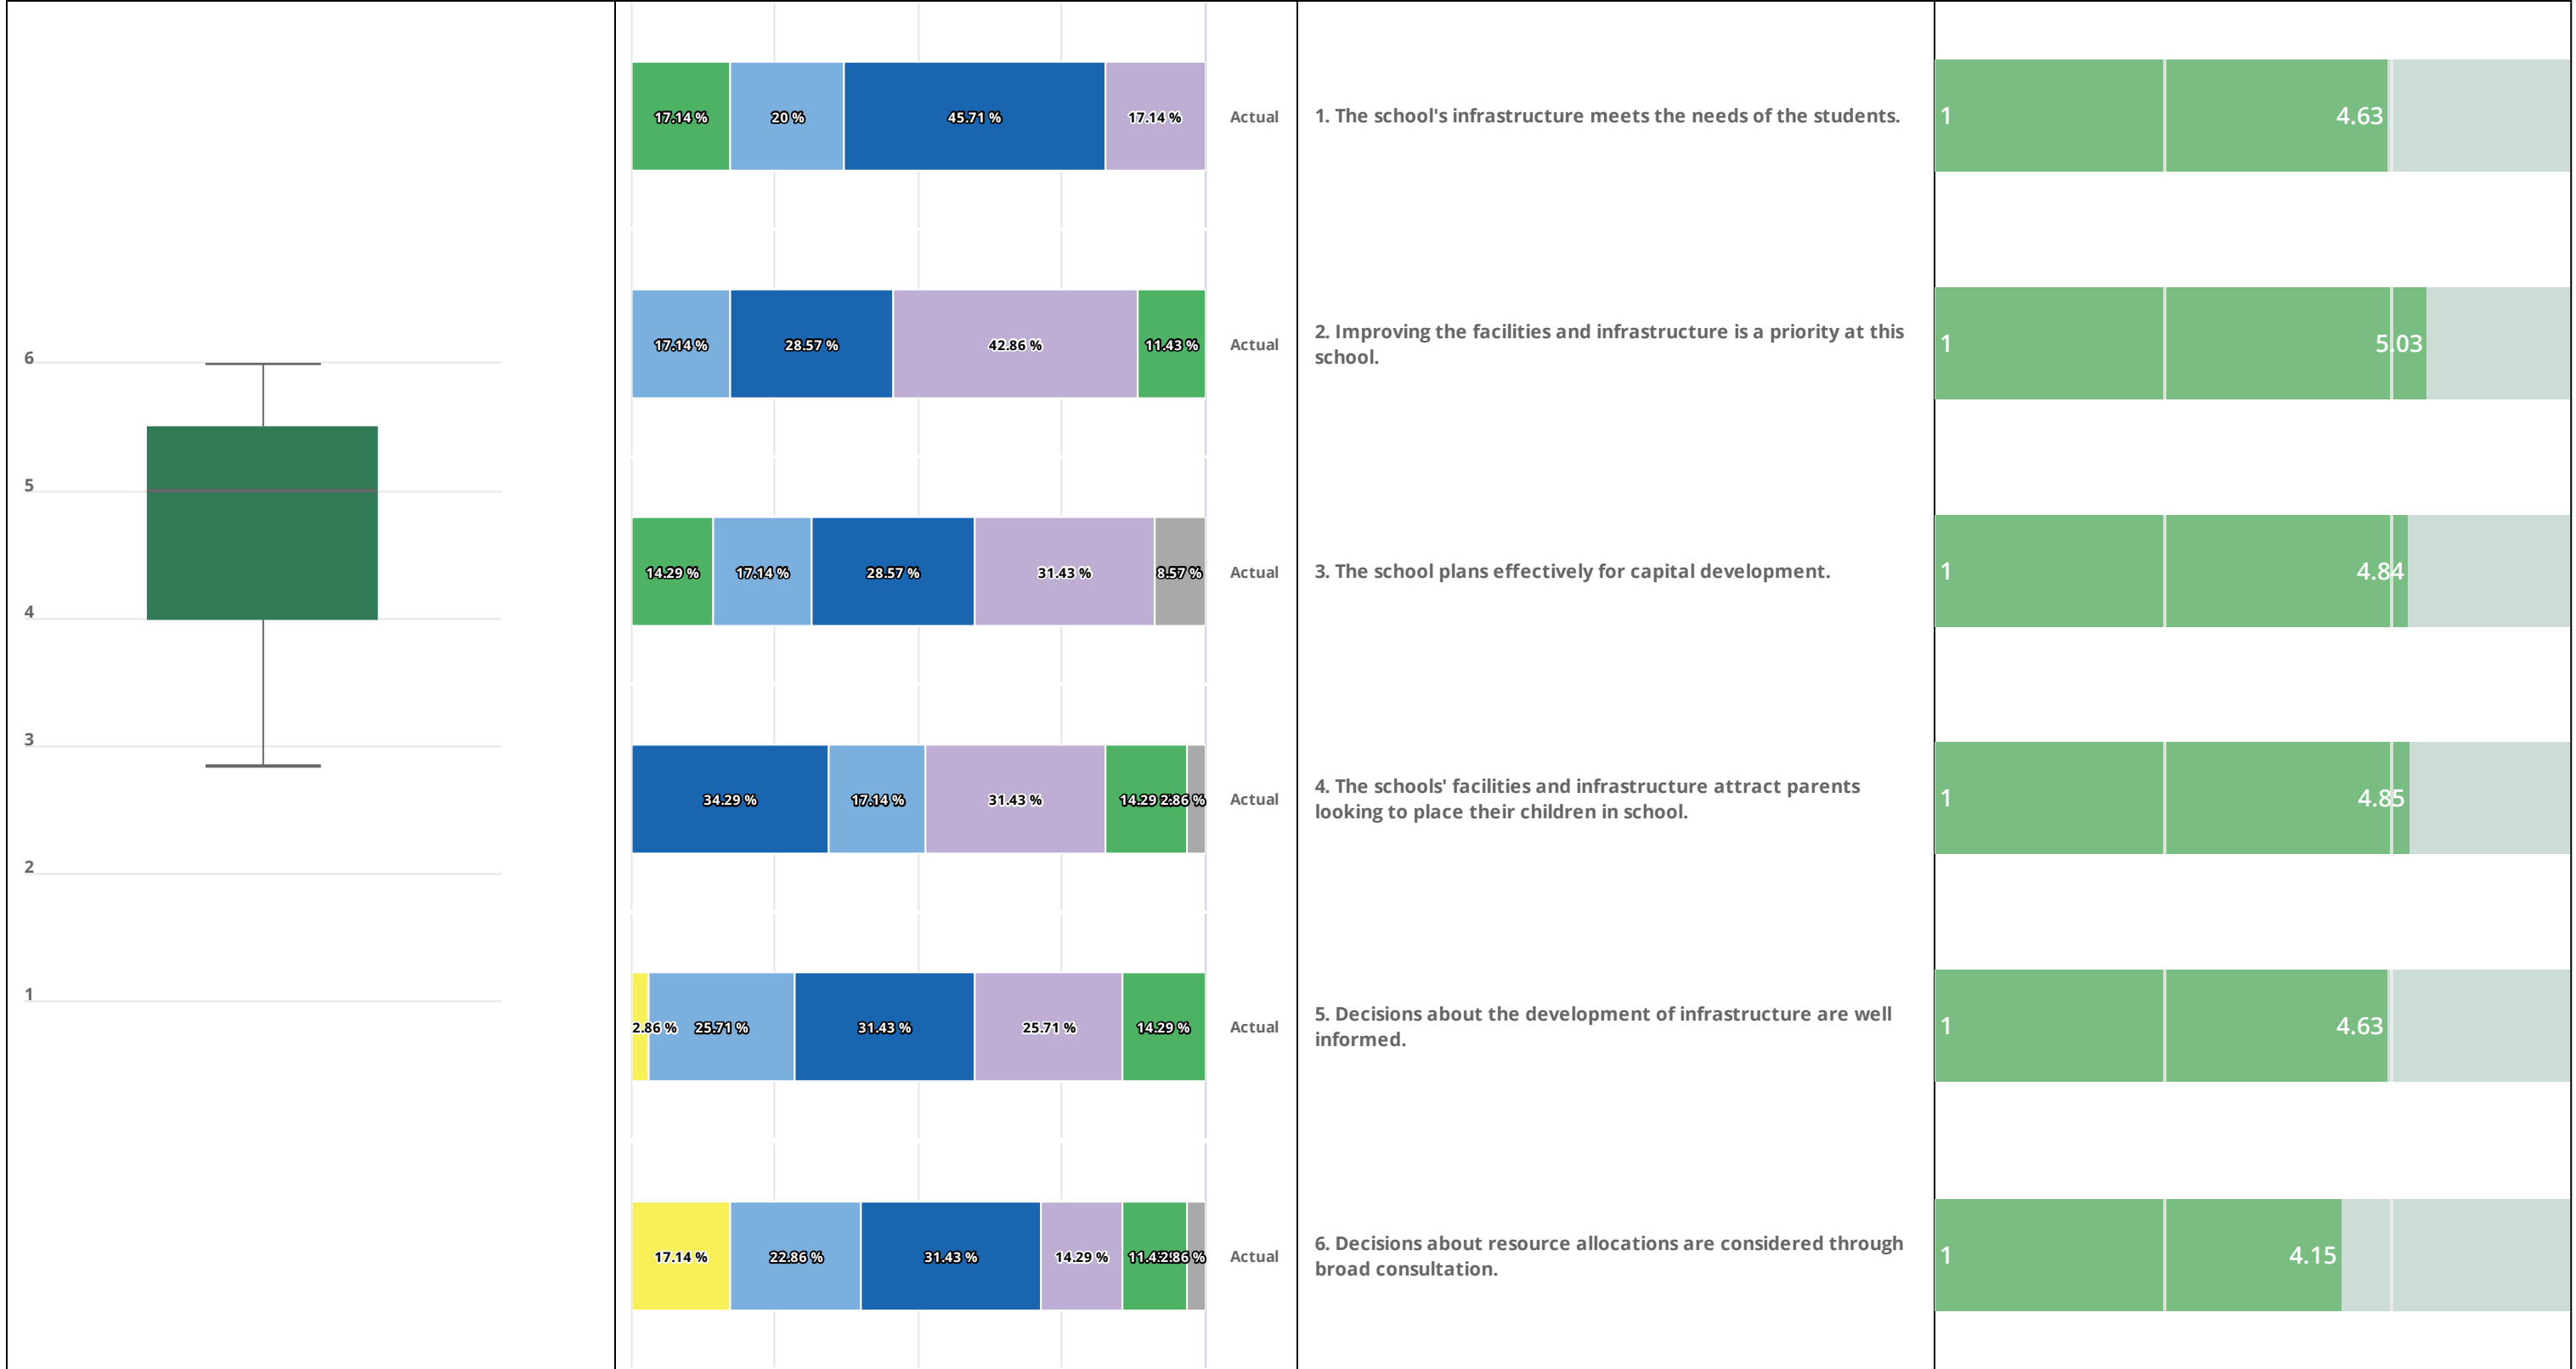 6
5
4
3
2
1
17.14 % 20 % 45.71 % 17.14 % Actual
1. The school's infrastructure meets the needs of the students.
1 4.63
17.14 % 28.57 % 42.86 % 11.43 % Actual
2. Improving the facilities and infrastructure is a priority at this
school.
1 5.03
14.29 % 17.14 % 28.57 % 31.43 % 8.57 % Actual
3. The school plans effectively for capital development.
1 4.84
34.29 % 17.14 % 31.43 % 14.29 2.86 % Actual
4. The schools' facilities and infrastructure attract parents
looking to place their children in school.
1 4.85
2.86 % 25.71 % 31.43 % 25.71 % 14.29 % Actual
5. Decisions about the development of infrastructure are well
informed.
1 4.63
17.14 % 22.86 % 31.43 % 14.29 % 2.86 % Actual
6. Decisions about resource allocations are considered through
broad consultation.
1 4.15